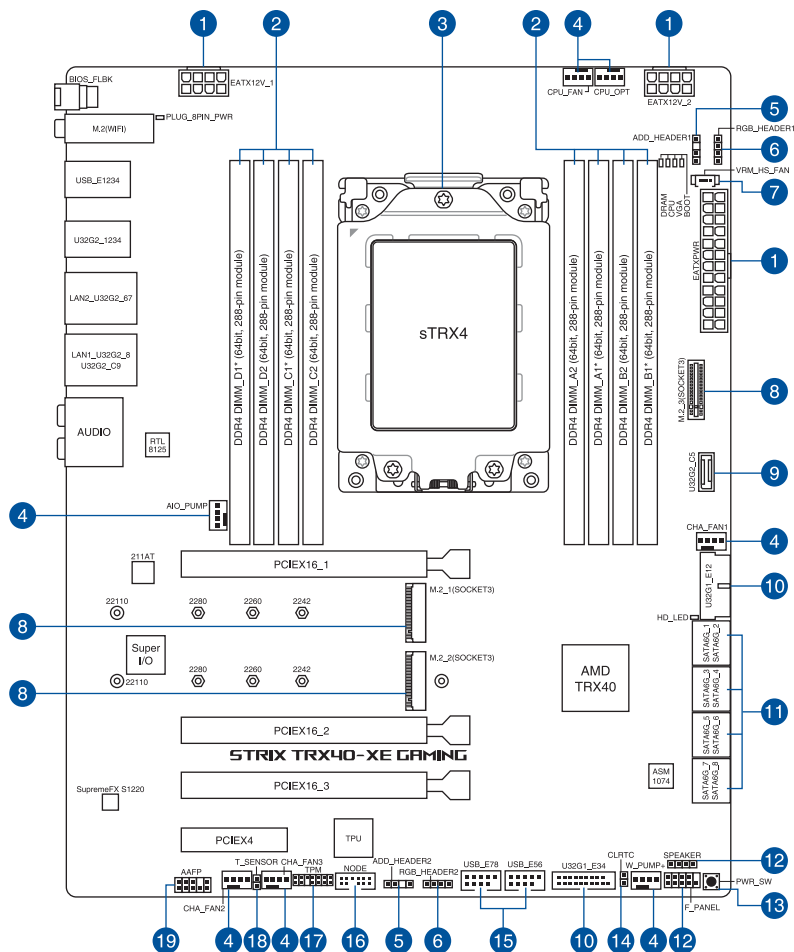 1
2
3
4
2
1
BIOS_FLBK
EATX12V_1
CPU_FAN
CPU_OPT
EATX12V_2
PLUG_8PIN_PWR
M.2(WIFI)
5
ADD_HEADER1
RGB_HEADER1
6
VRM_HS_FAN
7
DRAM
CPU
VGA
BOOT
USB_E1234
U32G2_1234
LAN2_U32G2_67
LAN1_U32G2_8
U32G2_C9
AUDIO
RTL
8125
DDR4 DIMM_D1* (64bit, 288-pin module)
DDR4 DIMM_D2 (64bit, 288-pin module)
DDR4 DIMM_C1* (64bit, 288-pin module)
DDR4 DIMM_C2 (64bit, 288-pin module)
sTRX4
DDR4 DIMM_A2 (64bit, 288-pin module)
DDR4 DIMM_A1* (64bit, 288-pin module)
DDR4 DIMM_B2 (64bit, 288-pin module)
DDR4 DIMM_B1* (64bit, 288-pin module)
EATXPWR
1
M.2_3(SOCKET3)
8
U32G2_C5
9
4
AIO_PUMP
CHA_FAN1
4
211AT
PCIEX16_1
U32G1_E12
10
M.2_1(SOCKET3)
22110
2280
2260
2242
8
HD_LED
SATA6G_1
SATA6G_2
Super
I/O
M.2_2(SOCKET3)
2280
2260
2242
22110
8
AMD
TRX40
SATA6G_3
SATA6G_4
11
SATA6G_5
SATA6G_6
PCIEX16_2
STRIX TRX40-XE GAMING
SATA6G_7
SATA6G_8
ASM
1074
PCIEX16_3
SupremeFX S1220
PCIEX4
TPU
AAFP
T_SENSOR
CHA_FAN3
TPM
NODE
ADD_HEADER2
RGB_HEADER2
USB_E78
USB_E56
U32G1_E34
CLRTC
W_PUMP+
SPEAKER
12
PWR_SW
13
CHA_FAN2
F_PANEL
19
4
18
4
17
16
5
6
15
10
14
4
12